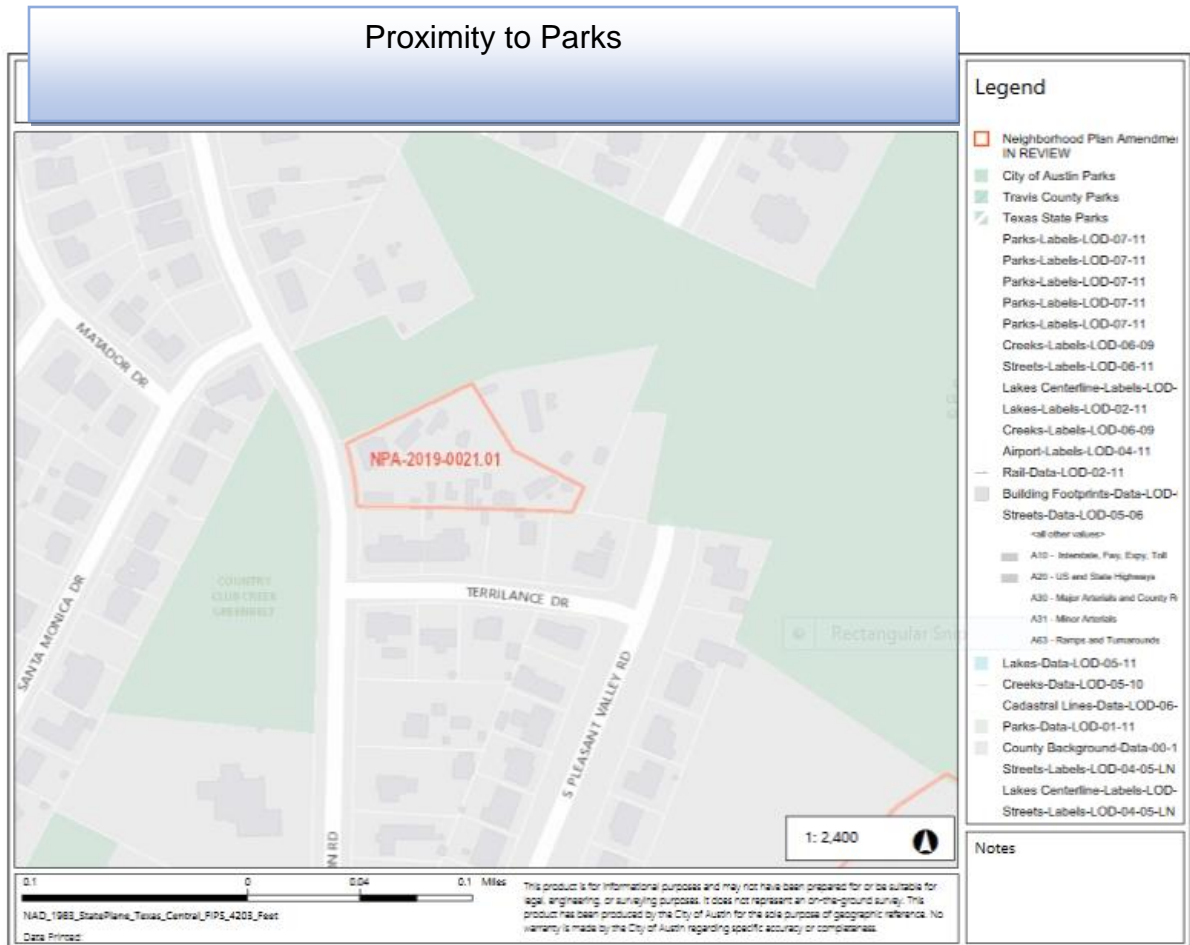 Proximity to Parks
Legend
Neighborhood Plan Amendme
IN REVIEW
City of Austin Parks
Travis County Parks
Texas State Parks
Parks-Labels-LOD-07-11
Parks-Labels-LOD-07-11
Parks-Labels-LOD-07-11
Parks-Labels-LOD-07-11
Parks-Labels-LOD-07-11
Creeks-Labels-LOD-06-09
Streets-Labels-LOD-06-11
Lakes Centerline-Labels-LOD-
Lakes-Labels-LOD-02-11
Creeks-Labels-LOD-06-09
Airport-Labels-LOD-04-11
Rail-Data-LOD-02-11
Building Footprints-Data-LOD-
Streets-Data-LOD-05-06
<all other values>
A10 - Interstate, Fwy, Expy, Toll
A20 - US and State Highways
A30 - Major Arterials and County R
A31 - Minor Arterials
A63 - Ramps and Turnarounds
Lakes-Data-LOD-05-11
Creeks-Data-LOD-05-10
Cadastral Lines-Data-LOD-06-
Parks-Data-LOD-01-11
County Background-Data-00-1
Streets-Labels-LOD-04-05-LN
Lakes Centerline-Labels-LOD-
Streets-Labels-LOD-04-05-LN
Notes
MATADOR DR
NPA-2019-0021.01
COUNTRY
CLUB CREEK
GREENBELT
SANTA MONICA DR
TERRILANCE DR
Rectangular Sni
S PLEASANT VALLEY RD
ON RD
1: 2,400
0.1 0 0.04 0.1 Miles
NAD_1983_StatePlane_Texas_Central_FIPS_4203_Feet
Date Printed:
This product is for informational purposes and may not have been prepared for or be suitable for
legal, engineering, or surveying purposes. It does not represent an on-the-ground survey. This
product has been produced by the City of Austin for the sole purpose of geographic reference. No
warranty is made by the City of Austin regarding specific accuracy or completeness.